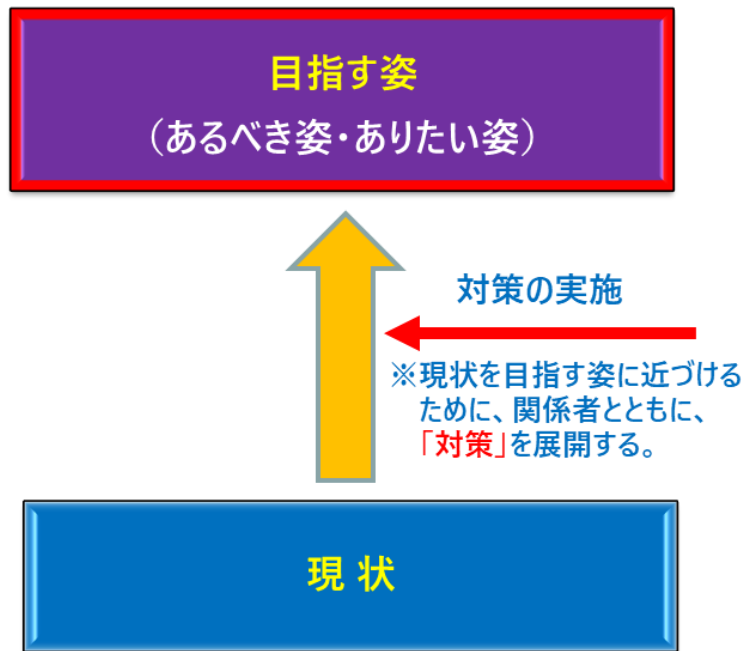 目指す姿
（あるべき姿・ありたい姿）
対策の実施
※現状を目指す姿に近づける
ために、関係者とともに、
「対策」を展開する。
現 状